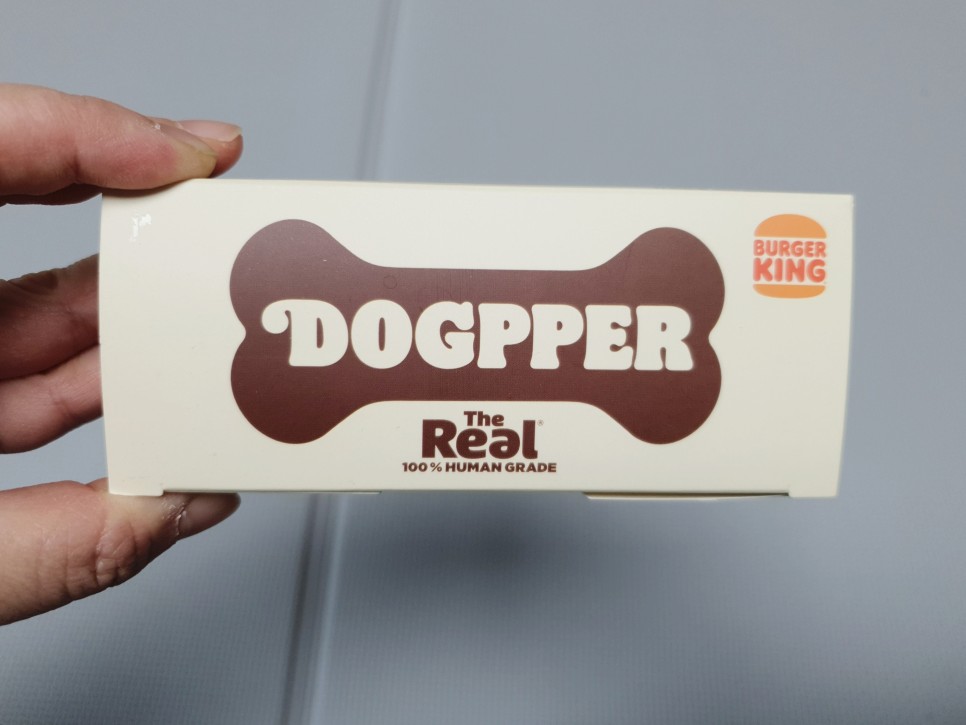 BURGER
KING
DOGPPER
The
Real
100% HUMAN GRADE